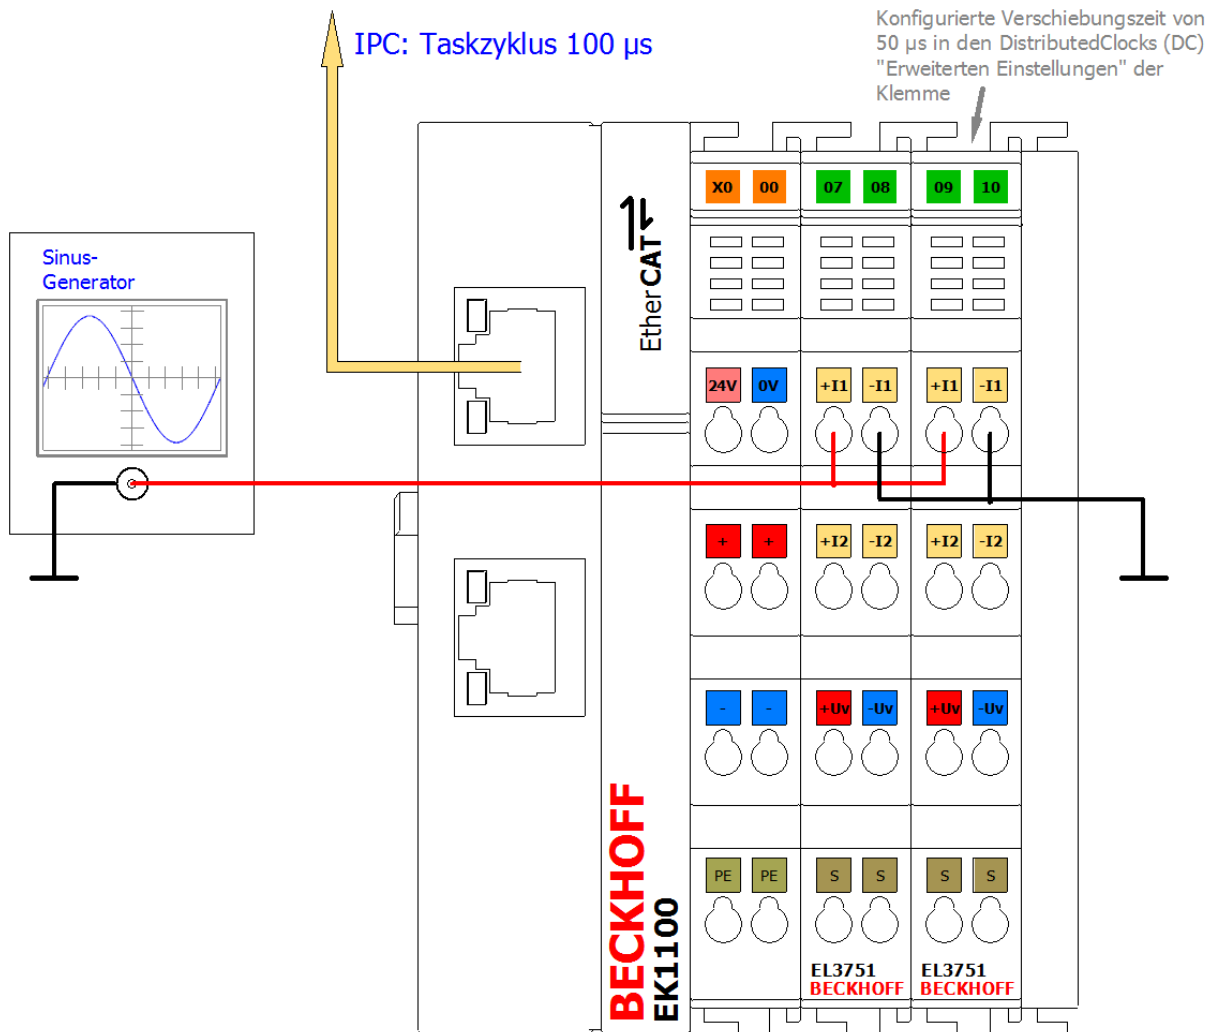 IPC: Taskzyklus 100 µs
Konfigurierte Verschiebungszeit von
50 µs in den DistributedClocks (DC)
"Erweiterten Einstellungen" der
Klemme
Sinus-
Generator
X0 00 07 08 09 10
EtherCAT
24V 0V +I1 -I1 +I1 -I1
+ + +I2 -I2 +I2 -I2
- - +Uv -Uv +Uv -Uv
PE PE S S S S
BECKHOFF
EK1100
EL3751
BECKHOFF
EL3751
BECKHOFF